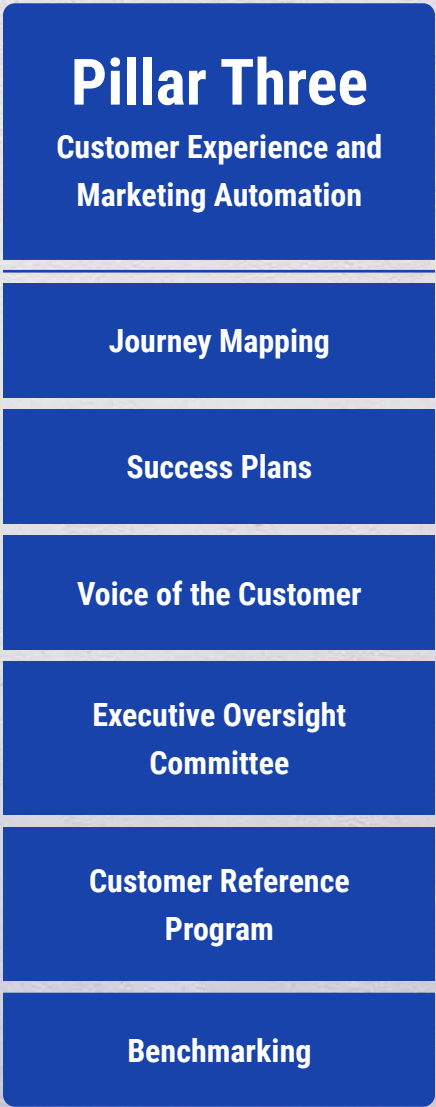 Pillar Three
Customer Experience and
Marketing Automation
Journey Mapping
Success Plans
Voice of the Customer
Executive Oversight
Committee
Customer Reference
Program
Benchmarking